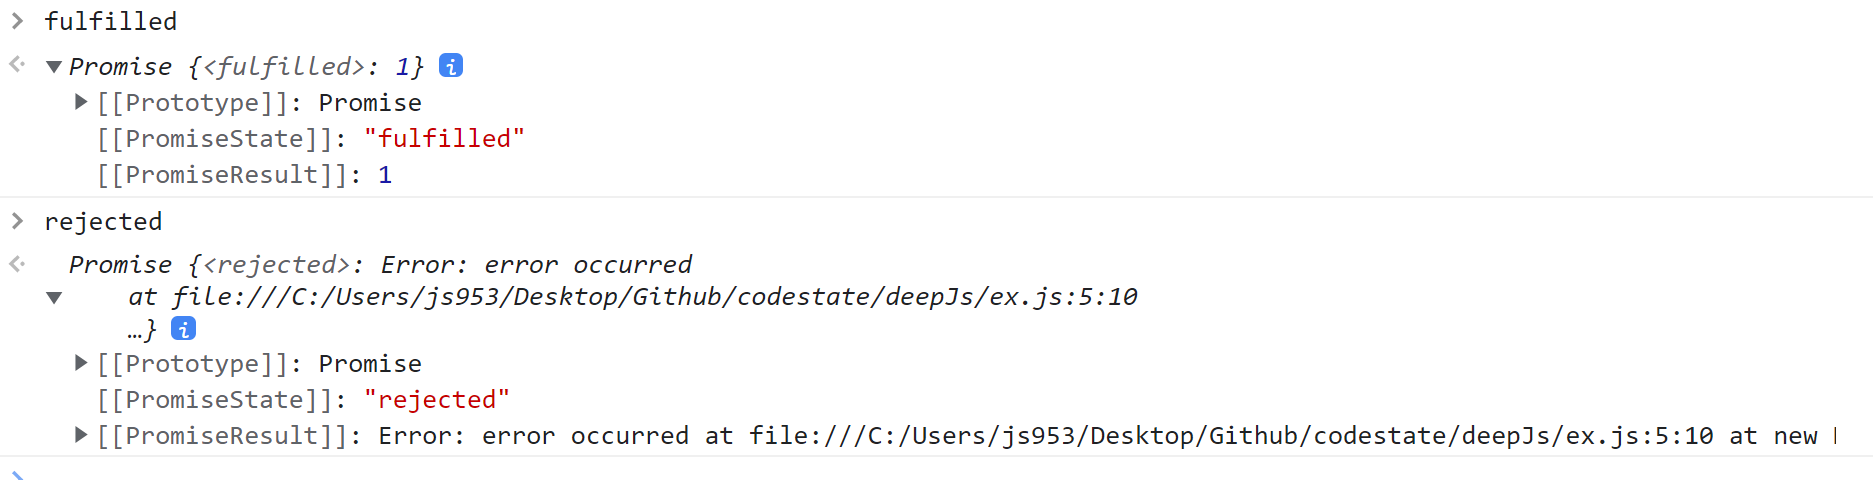 > fulfilled
Promise {<fulfilled>: 1} i
[[Prototype]]: Promise
[[PromiseState]]: "fulfilled"
[[PromiseResult]]: 1
> rejected
Promise {<rejected>: Error: error occurred
at file:///C:/Users/js953/Desktop/Github/codestate/deepJs/ex.js:5:10
…} i
[[Prototype]]: Promise
[[PromiseState]]: "rejected"
[[PromiseResult]]: Error: error occurred at file:///C:/Users/js953/Desktop/Github/codestate/deepJs/ex.js:5:10 at new